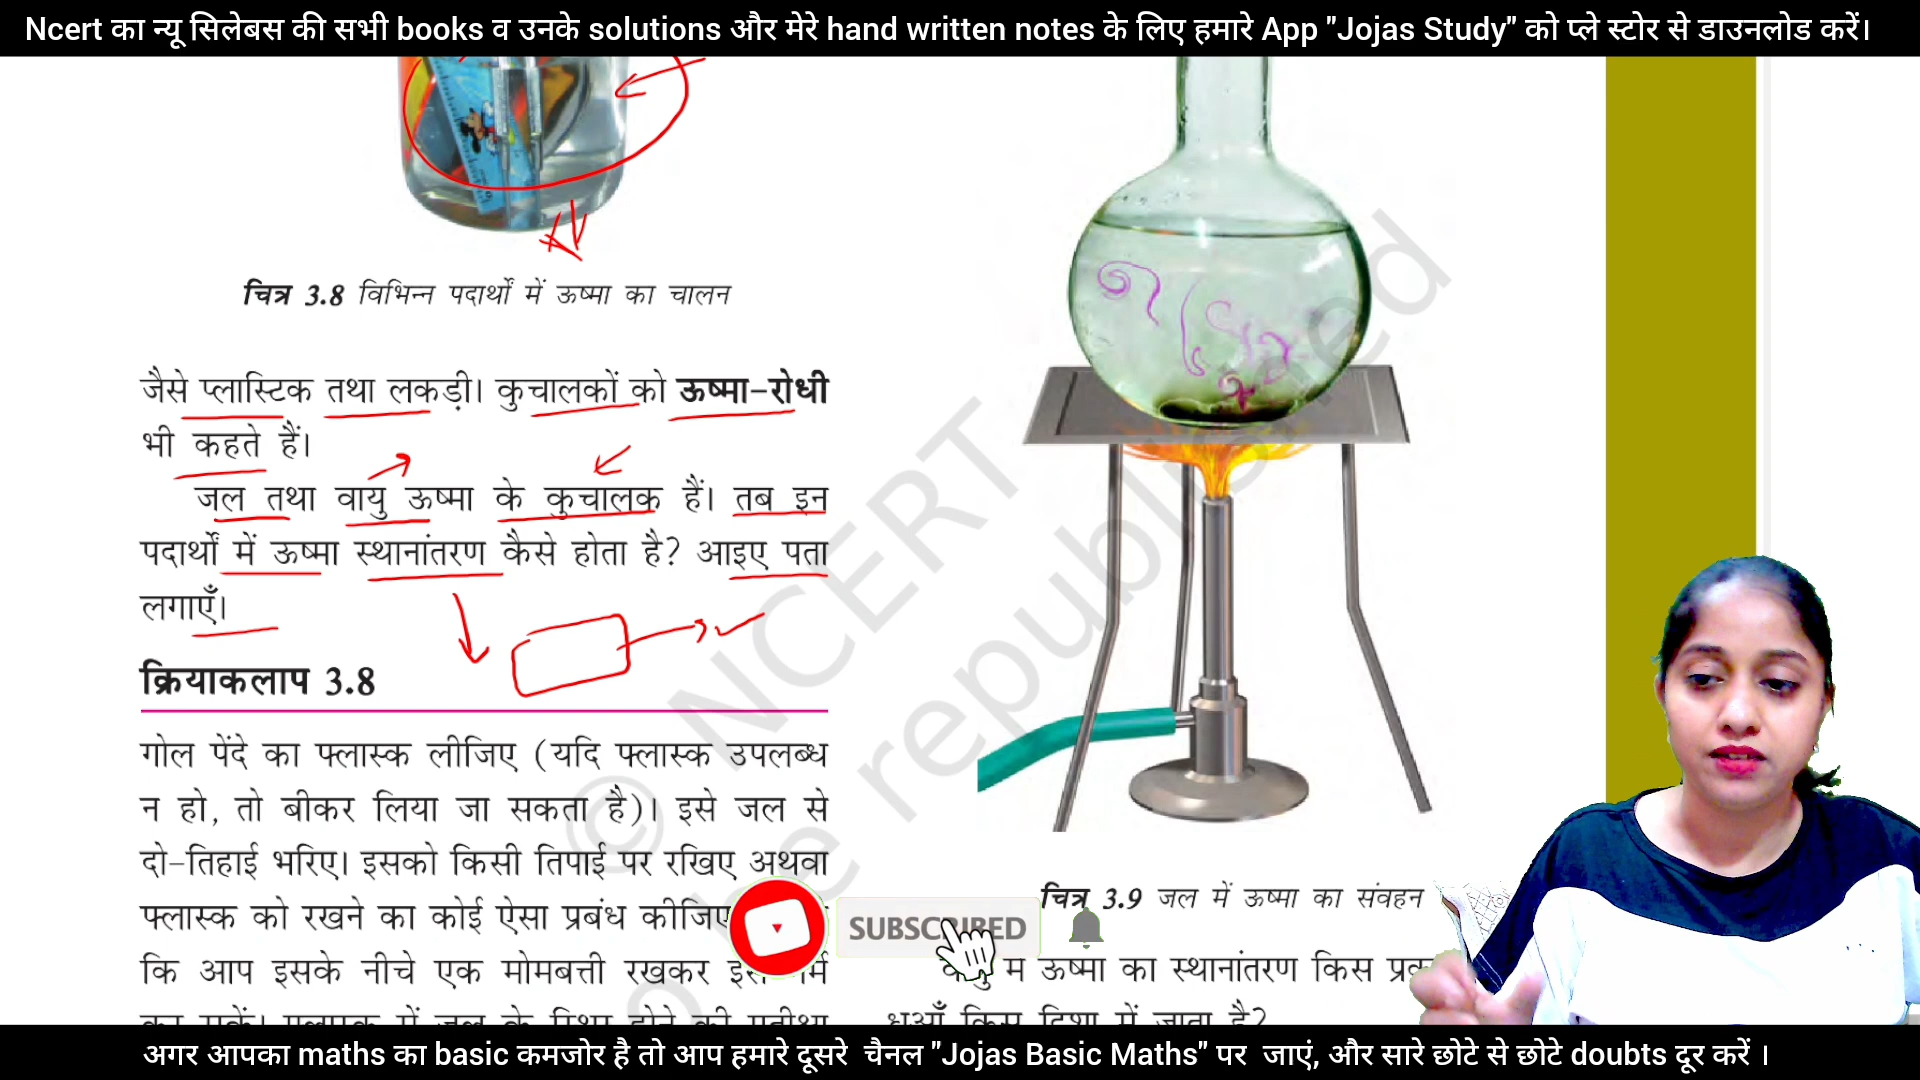 Ncert का न्यू सिलेबस की सभी books व उनके solutions और मेरे hand written notes के लिए हमारे App "Jojas Study" को प्ले स्टोर से डाउनलोड करें।
चित्र 3.8 विभिन्न पदार्थों में ऊष्मा का चालन
जैसे प्लास्टिक तथा लकड़ी। कुचालकों को ऊष्मा-रोधी
भी कहते हैं।
जल तथा वायु ऊष्मा के कुचालक हैं। तब इन
पदार्थों में ऊष्मा स्थानांतरण कैसे होता है? आइए पता
लगाएँ।
क्रियाकलाप 3.8
गोल पेंदे का फ्लास्क लीजिए (यदि फ्लास्क उपलब्ध
न हो, तो बीकर लिया जा सकता है)। इसे जल से
दो-तिहाई भरिए। इसको किसी तिपाई पर रखिए अथवा
फ्लास्क को रखने का कोई ऐसा प्रबंध कीजिए
कि आप इसके नीचे एक मोमबत्ती रखकर
चित्र 3.9 जल में ऊष्मा का संवहन
ऊष्मा का स्थानांतरण किस
धुआँ किस दिशा में जाता है?
© NCERT
be republished
SUBSCRIBED
अगर आपका maths का basic कमजोर है तो आप हमारे दूसरे चैनल "Jojas Basic Maths" पर जाएं, और सारे छोटे से छोटे doubts दूर करें ।